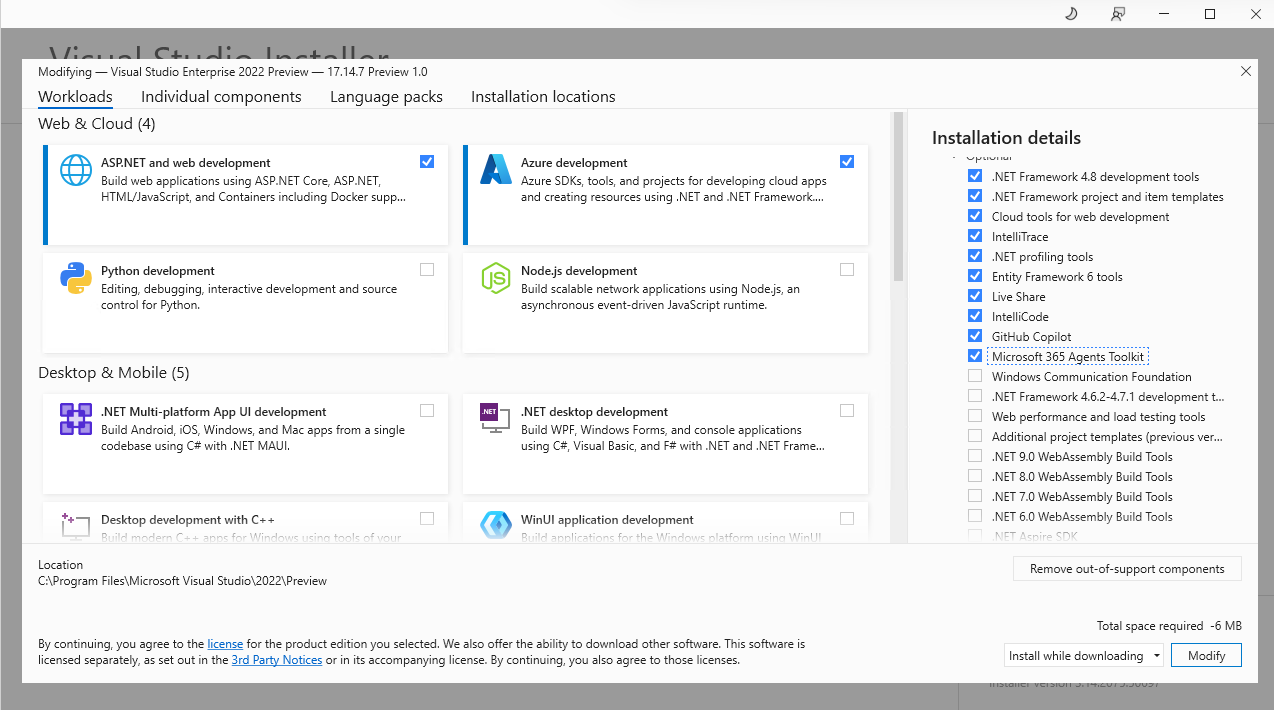 Visual Studio Installer
Modifying — Visual Studio Enterprise 2022 Preview — 17.14.7 Preview 1.0
Workloads Individual components Language packs Installation locations
Web & Cloud (4)
ASP.NET and web development
Build web applications using ASP.NET Core, ASP.NET,
HTML/JavaScript, and Containers including Docker supp...
Azure development
Azure SDKs, tools, and projects for developing cloud apps
and creating resources using .NET and .NET Framework....
Python development
Editing, debugging, interactive development and source
control for Python.
JS
Node.js development
Build scalable network applications using Node.js, an
asynchronous event-driven JavaScript runtime.
Desktop & Mobile (5)
.NET Multi-platform App UI development
Build Android, iOS, Windows, and Mac apps from a single
codebase using C# with .NET MAUI.
.NET
.NET desktop development
Build WPF, Windows Forms, and console applications
using C#, Visual Basic, and F# with .NET and .NET Frame...
Desktop development with C++
Build modern C++ apps for Windows using tools of your
WinUI application development
Build applications for the Windows platform using WinUI
Installation details
Optional
.NET Framework 4.8 development tools
.NET Framework project and item templates
Cloud tools for web development
IntelliTrace
.NET profiling tools
Entity Framework 6 tools
Live Share
IntelliCode
GitHub Copilot
Microsoft 365 Agents Toolkit
Windows Communication Foundation
.NET Framework 4.6.2-4.7.1 development t...
Web performance and load testing tools
Additional project templates (previous ver...
.NET 9.0 WebAssembly Build Tools
.NET 8.0 WebAssembly Build Tools
.NET 7.0 WebAssembly Build Tools
.NET 6.0 WebAssembly Build Tools
.NET Aspire SDK
Location
C:\Program Files\Microsoft Visual Studio\2022\Preview
Remove out-of-support components
Total space required -6 MB
By continuing, you agree to the license for the product edition you selected. We also offer the ability to download other software. This software is
licensed separately, as set out in the 3rd Party Notices or in its accompanying license. By continuing, you also agree to those licenses.
Install while downloading
Modify
Installer version